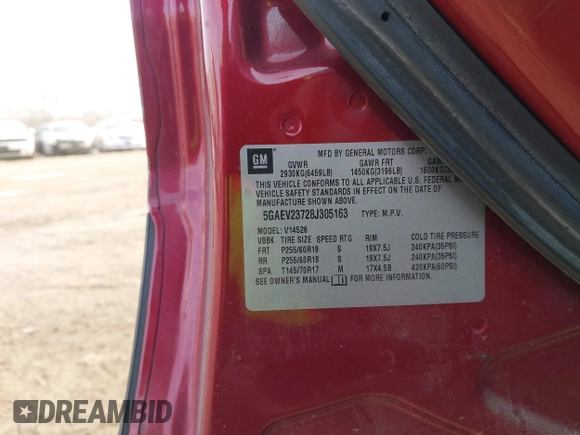 GM
MFD BY GENERAL MOTORS CORP
GVWR GAWR FRT
2930KG(6459LB) 1450KG(3196LB)
THIS VEHICLE CONFORMS TO ALL APPLICABLE U.S. FEDERAL
VEHICLE SAFETY STANDARDS IN EFFECT ON THE DATE OF
MANUFACTURE SHOWN ABOVE.
5GAEV23728J305163 TYPE: M.P.V.
MODEL: V14526
VBBK TIRE SIZE SPEED RTG RIM COLD TIRE PRESSURE
FRT P255/60R19 S 19X7.5J 240KPA(35PSI)
RR P255/60R19 S 19X7.5J 240KPA(35PSI)
SPA T145/70R17 M 17X4.5B 420KPA(60PSI)
SEE OWNER'S MANUAL FOR MORE INFORMATION.
DREAMBID